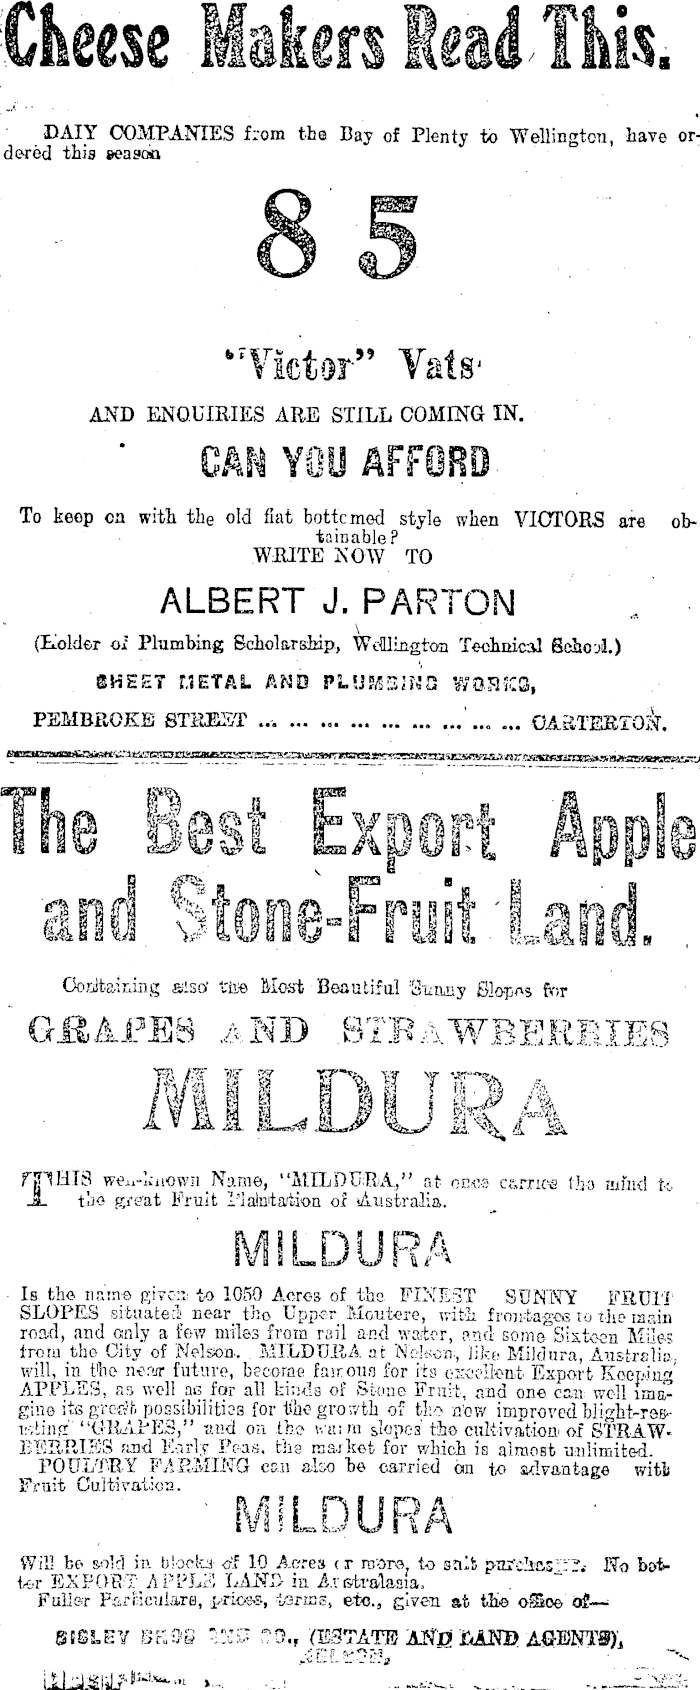 Cheese Makers Read This.
DAIY COMPANIES from the Bay of Plenty to Wellington, have or-
dered this season
85
"Victor" Vats
AND ENQUIRIES ARE STILL COMING IN.
CAN YOU AFFORD
To keep on with the old flat bottomed style when VICTORS are ob-
tainable?
WRITE NOW TO
ALBERT J. PARTON
(Holder of Plumbing Scholarship, Wellington Technical School.)
SHEET METAL AND PLUMBING WORKS,
PEMBROKE STREET ... ... ... ... ... ... ... ... ... CARTERTON.
The Best Export Apple
and Stone-Fruit Land.
Containing also the Most Beautiful Sunny Slopes for
GRAPES AND STRAWBERRIES
MILDURA
THIS well-known Name, "MILDURA," at once carries the mind to
the great Fruit Plaintation of Australia.
MILDURA
Is the name given to 1050 Acres of the FINEST SUNNY FRUIT
SLOPES situated near the Upper Moutere, with frontages to the main
road, and only a few miles from rail and water, and some Sixteen Miles
from the City of Nelson. MILDURA at Nelson, like Mildura, Australia,
will, in the near future, become famous for its excellent Export Keeping
APPLES, as well as for all kinds of Stone Fruit, and one can well ima-
gine its great possibilities for the growth of the new improved blight-res-
isting "GRAPES," and on the warm slopes the cultivation of STRAW-
BERRIES and Early Peas, the market for which is almost unlimited.
POULTRY FARMING can also be carried on to advantage with
Fruit Cultivation.
MILDURA
Will be sold in blocks of 10 Acres or more, to suit purchasers. No bet-
ter EXPORT APPLE LAND in Australasia.
Fuller Particulars, prices, terms, etc., given at the office of—
BISLEY BROS AND CO., (ESTATE AND LAND AGENTS),
NELSON,